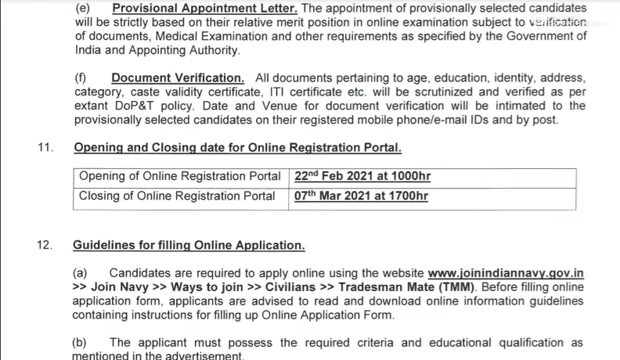 (e) Provisional Appointment Letter. The appointment of provisionally selected candidates
will be strictly based on their relative merit position in online examination subject to verification
of documents, Medical Examination and other requirements as specified by the Government of
India and Appointing Authority.
(f) Document Verification. All documents pertaining to age, education, identity, address,
category, caste validity certificate, ITI certificate etc. will be scrutinized and verified as per
extant DoP&T policy. Date and Venue for document verification will be intimated to the
provisionally selected candidates on their registered mobile phone/e-mail IDs and by post.
11. Opening and Closing date for Online Registration Portal.
Opening of Online Registration Portal 22nd Feb 2021 at 1000hr
Closing of Online Registration Portal 07th Mar 2021 at 1700hr
12. Guidelines for filling Online Application.
(a) Candidates are required to apply online using the website www.joinindiannavy.gov.in
>> Join Navy >> Ways to join >> Civilians >> Tradesman Mate (TMM). Before filling online
application form, applicants are advised to read and download online information guidelines
containing instructions for filling up Online Application Form.
(b) The applicant must possess the required criteria and educational qualification as
mentioned in the advertisement.